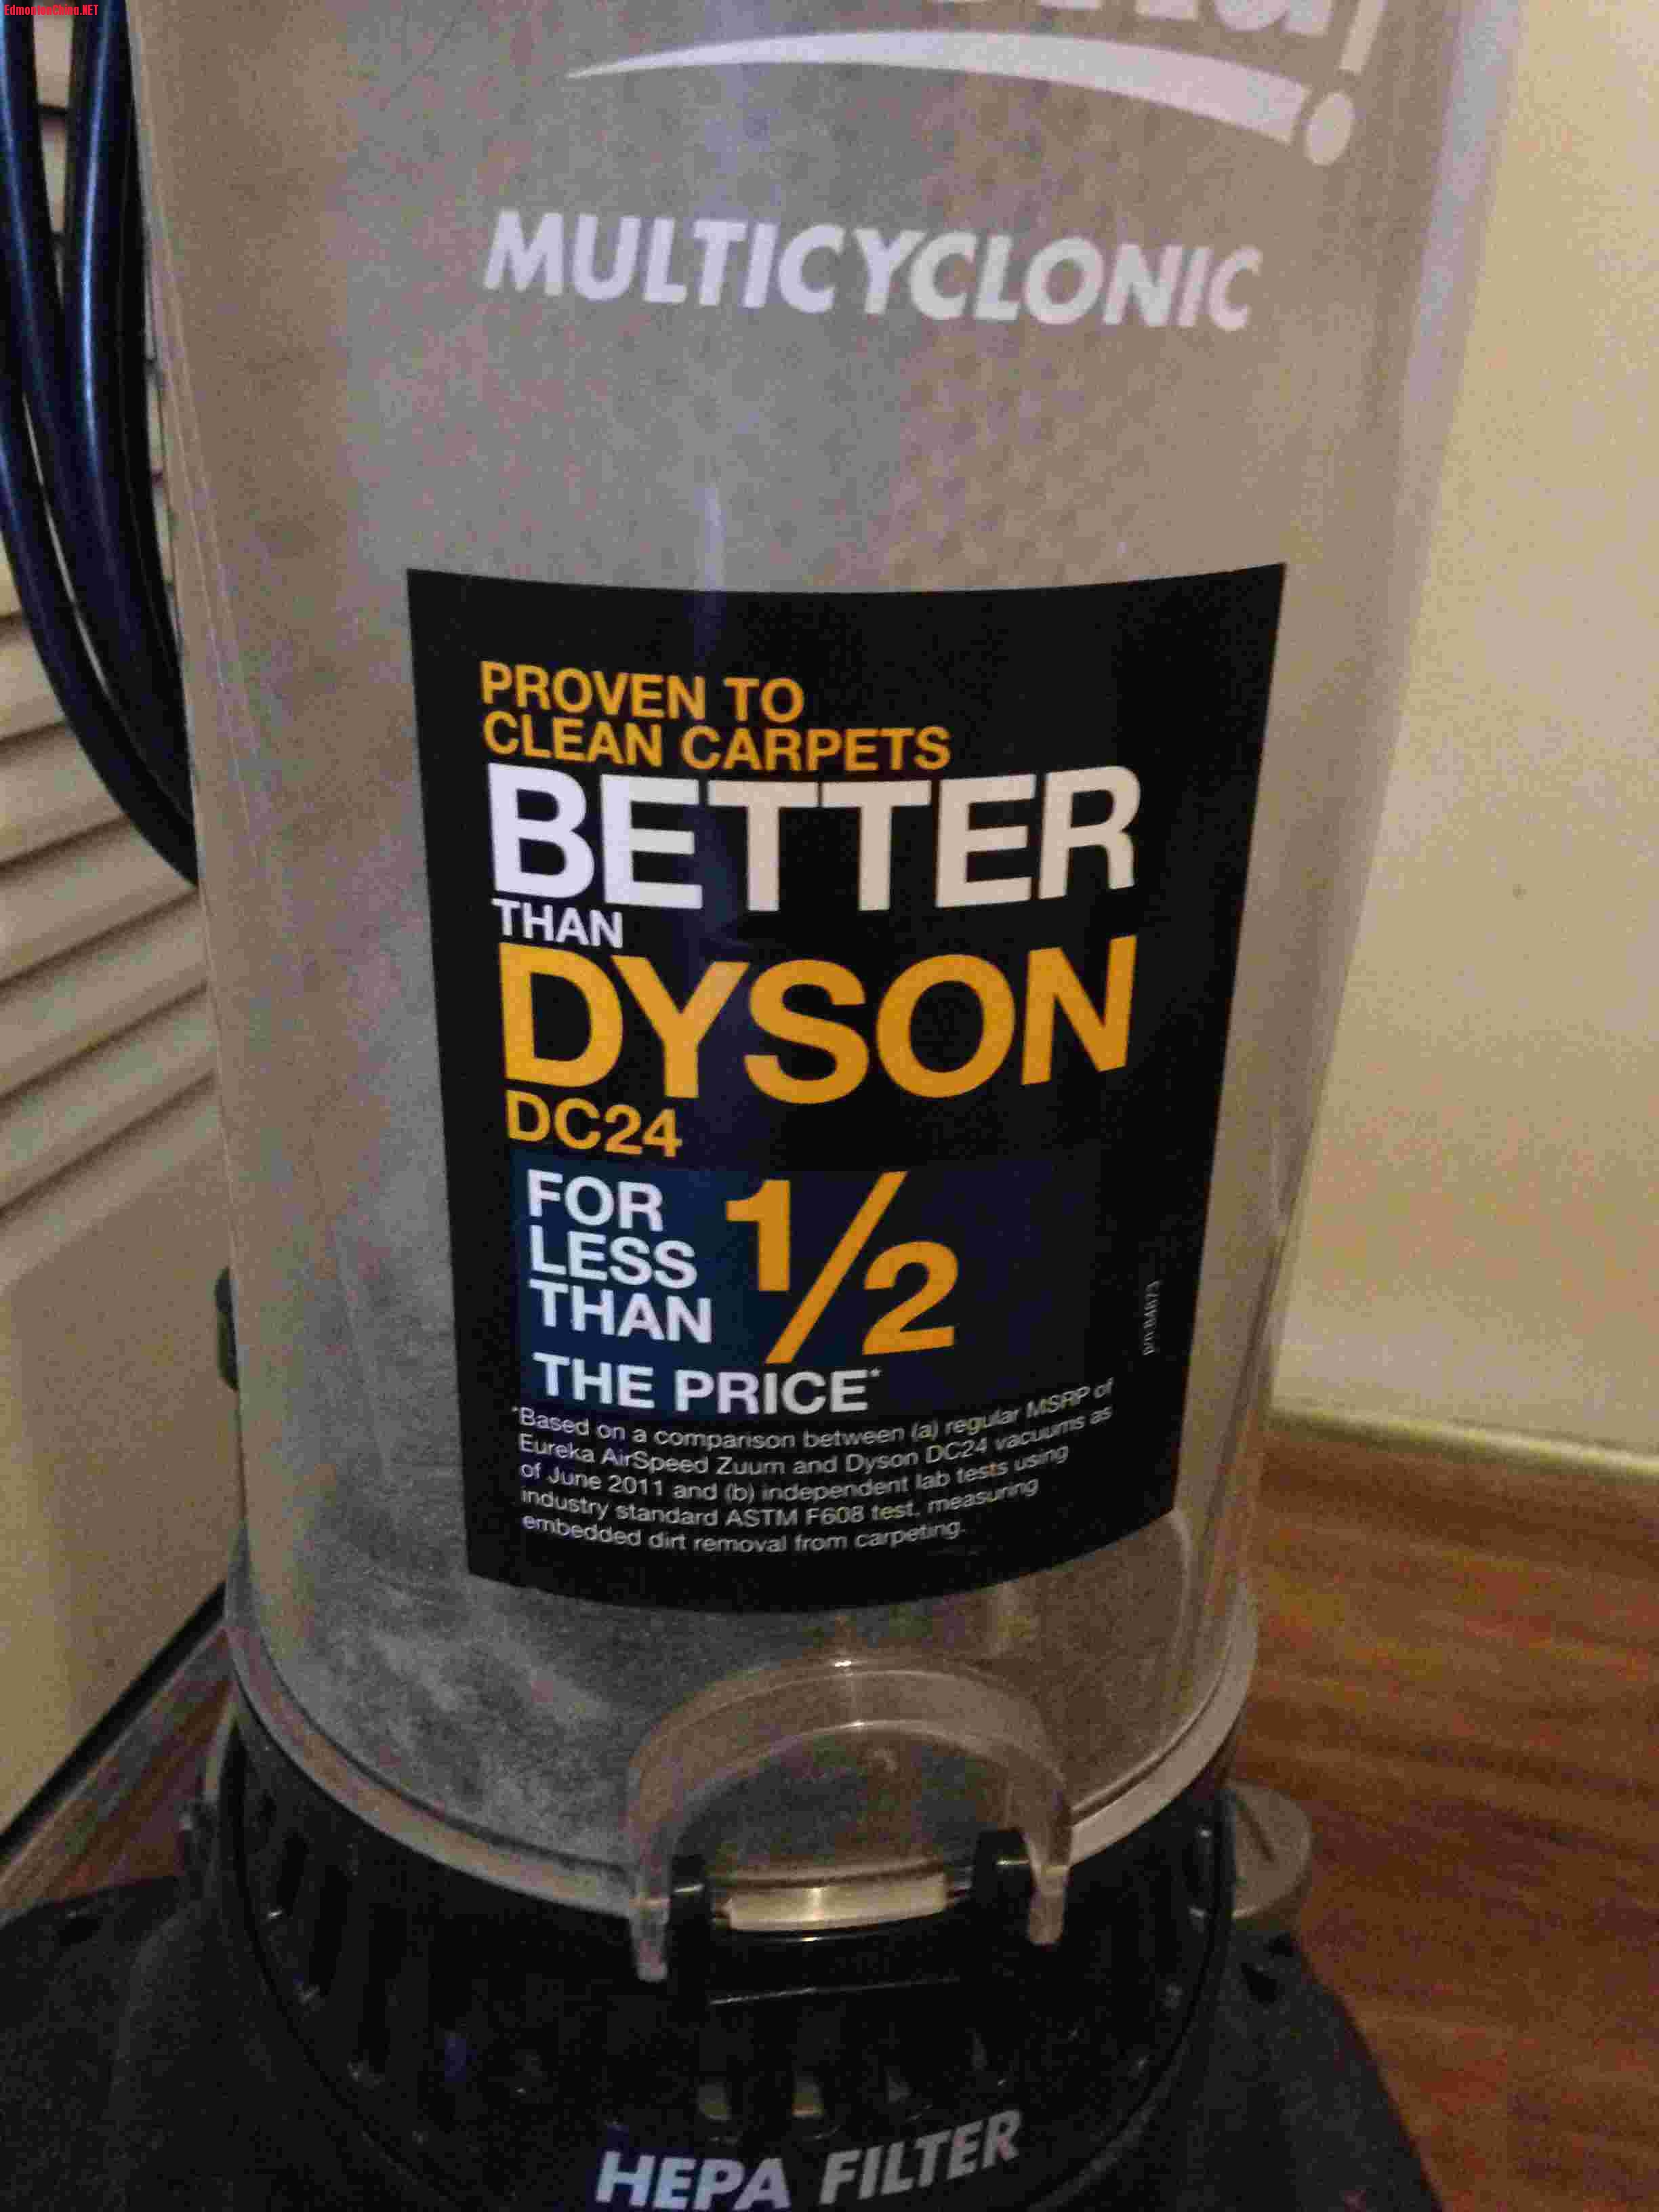 EdmontonChina.NET
MULTICYCLONIC
PROVEN TO
CLEAN CARPETS
BETTER
THAN
DYSON
DC24
FOR
LESS
THAN
1/2
THE PRICE*
*Based on a comparison between (a) regular MSRP of
Eureka AirSpeed Zuum and Dyson DC24 vacuums as
of June 2011 and (b) independent lab tests using
industry standard ASTM F608 test, measuring
embedded dirt removal from carpeting.
HEPA FILTER